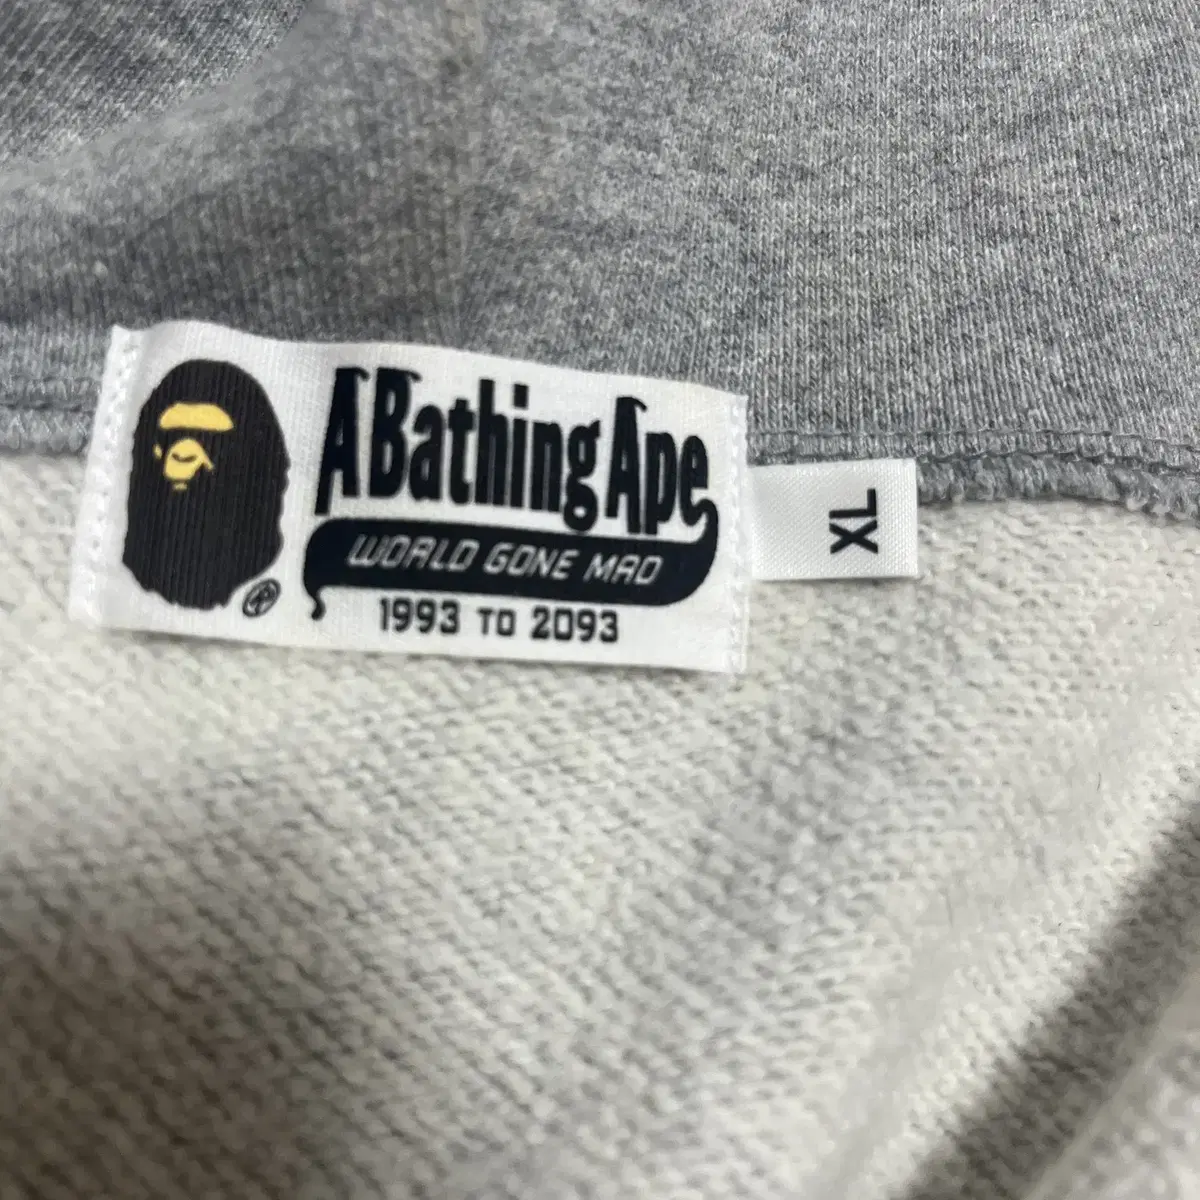 A Bathing Ape
WORLD GONE MAD
1993 TO 2093
XL